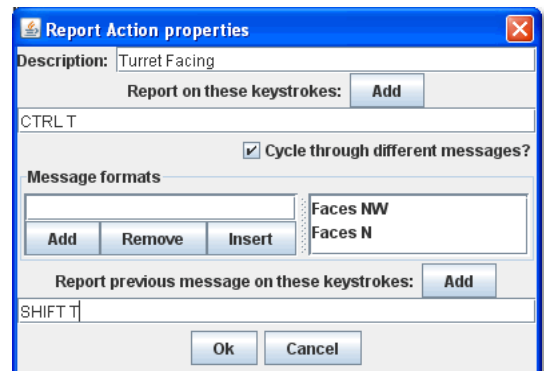 Report Action properties
Description: Turret Facing
Report on these keystrokes: Add
CTRL T
Cycle through different messages?
Message formats
Faces NW
Add Remove Insert Faces N
Report previous message on these keystrokes: Add
SHIFT T
Ok Cancel